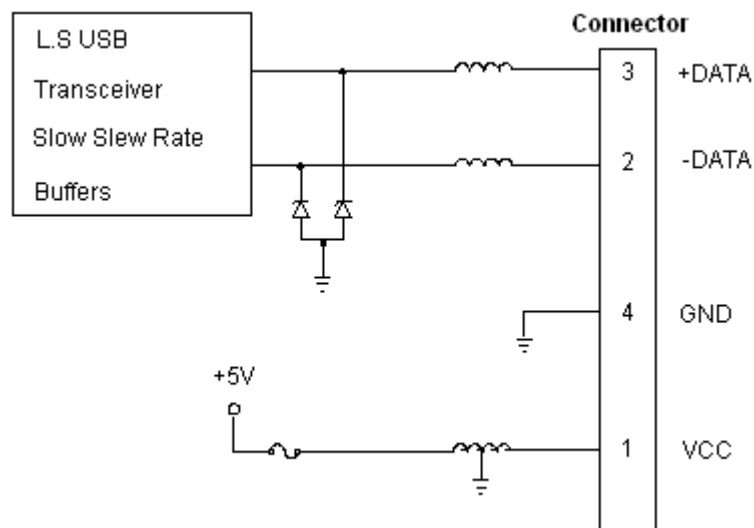 Connector
L.S USB
Transceiver
Slow Slew Rate
Buffers
3 +DATA
2 -DATA
4 GND
+5V
1 VCC